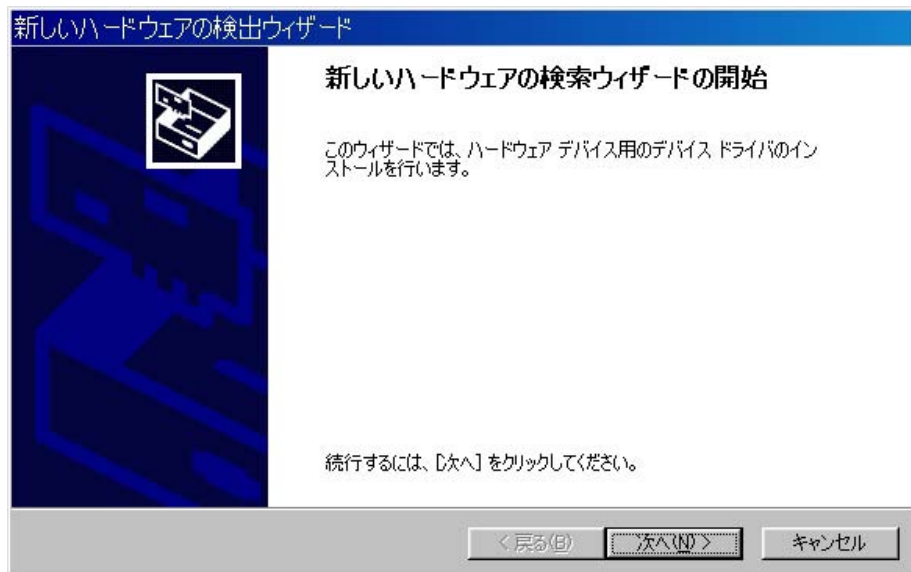 新しいハードウェアの検出ウィザード
新しいハードウェアの検索ウィザードの開始
このウィザードでは、ハードウェア デバイス用のデバイス ドライバのイン
ストールを行います。
続行するには、[次へ] をクリックしてください。
< 戻る(B)
次へ(N) >
キャンセル